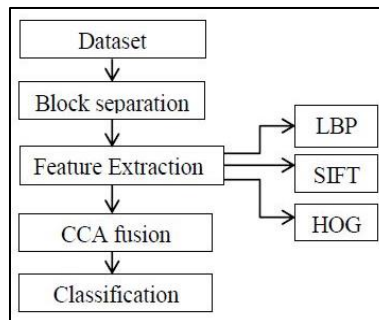 Dataset
Block separation
Feature Extraction
CCA fusion
Classification
LBP
SIFT
HOG